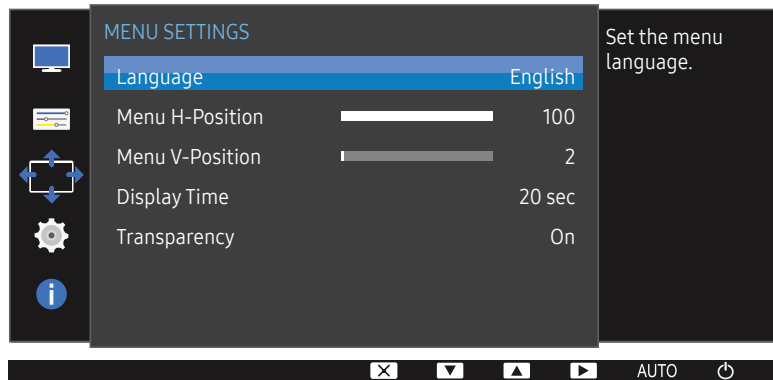 MENU SETTINGS
Set the menu
language.
Language English
Menu H-Position 100
Menu V-Position 2
Display Time 20 sec
Transparency On
AUTO